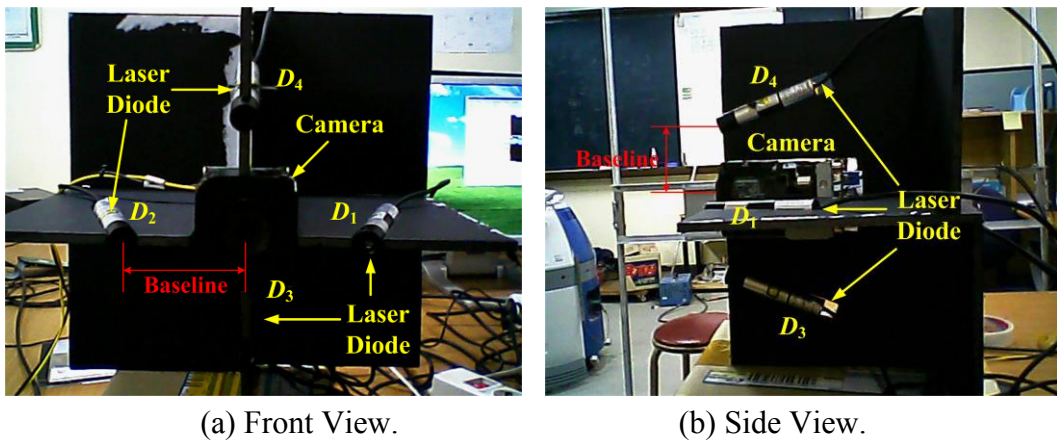 Laser
Diode
D4
Camera
D2
D1
Baseline
D3
Laser
Diode
D4
Camera
Baseline
D1
Laser
Diode
D3
(a) Front View.
(b) Side View.